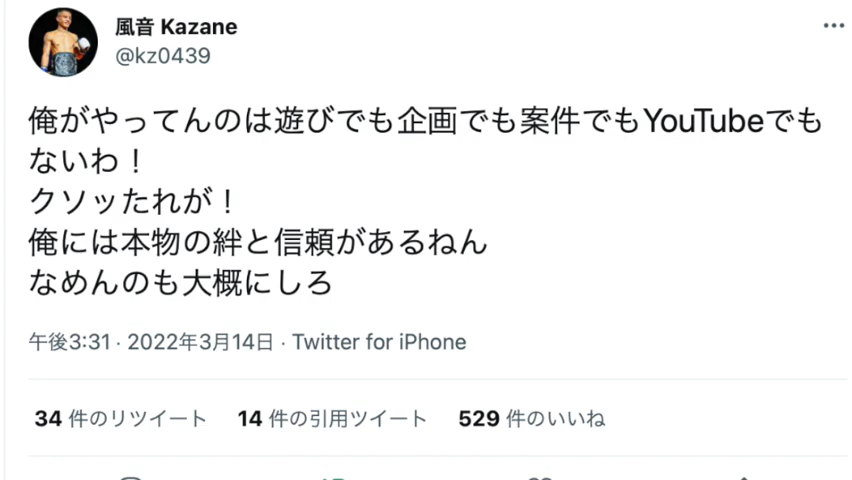 風音 Kazane
@kz0439
俺がやってんのは遊びでも企画でも案件でもYouTubeでも
ないわ！
クソッたれが！
俺には本物の絆と信頼があるねん
なめんのも大概にしろ
午後3:31 · 2022年3月14日 · Twitter for iPhone
34 件のリツイート 14 件の引用ツイート 529 件のいいね